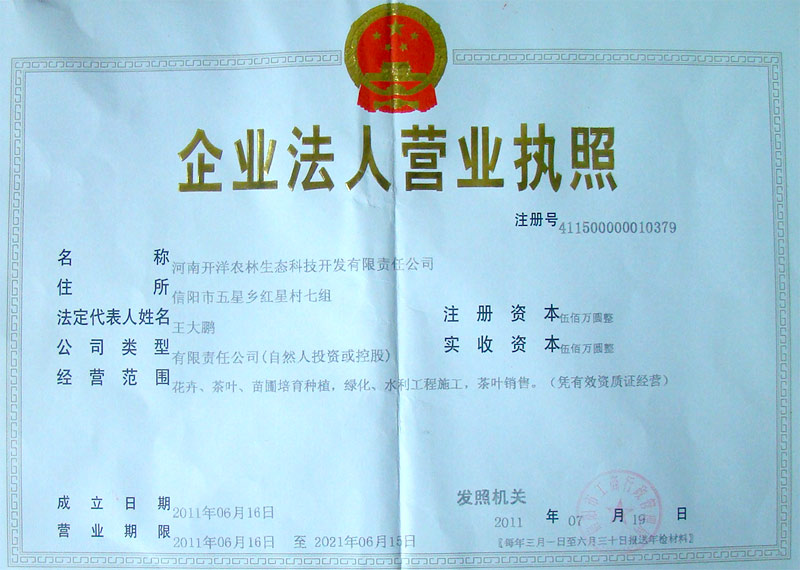 企业法人营业执照
注册号 411500000010379
名称 河南开洋农林生态科技开发有限责任公司
住所 信阳市五星乡红星村七组
法定代表人姓名 王大鹏
注册资本 伍佰万圆整
公司类型 有限责任公司(自然人投资或控股)
实收资本 伍佰万圆整
经营范围 花卉、茶叶、苗圃培育种植，绿化、水利工程施工，茶叶销售。（凭有效资质证经营）
成立日期 2011年06月16日
发照机关
营业期限 2011年06月16日 至 2021年06月15日
2011 年 07 月 19 日
《每年三月一日至六月三十日报送年检材料》